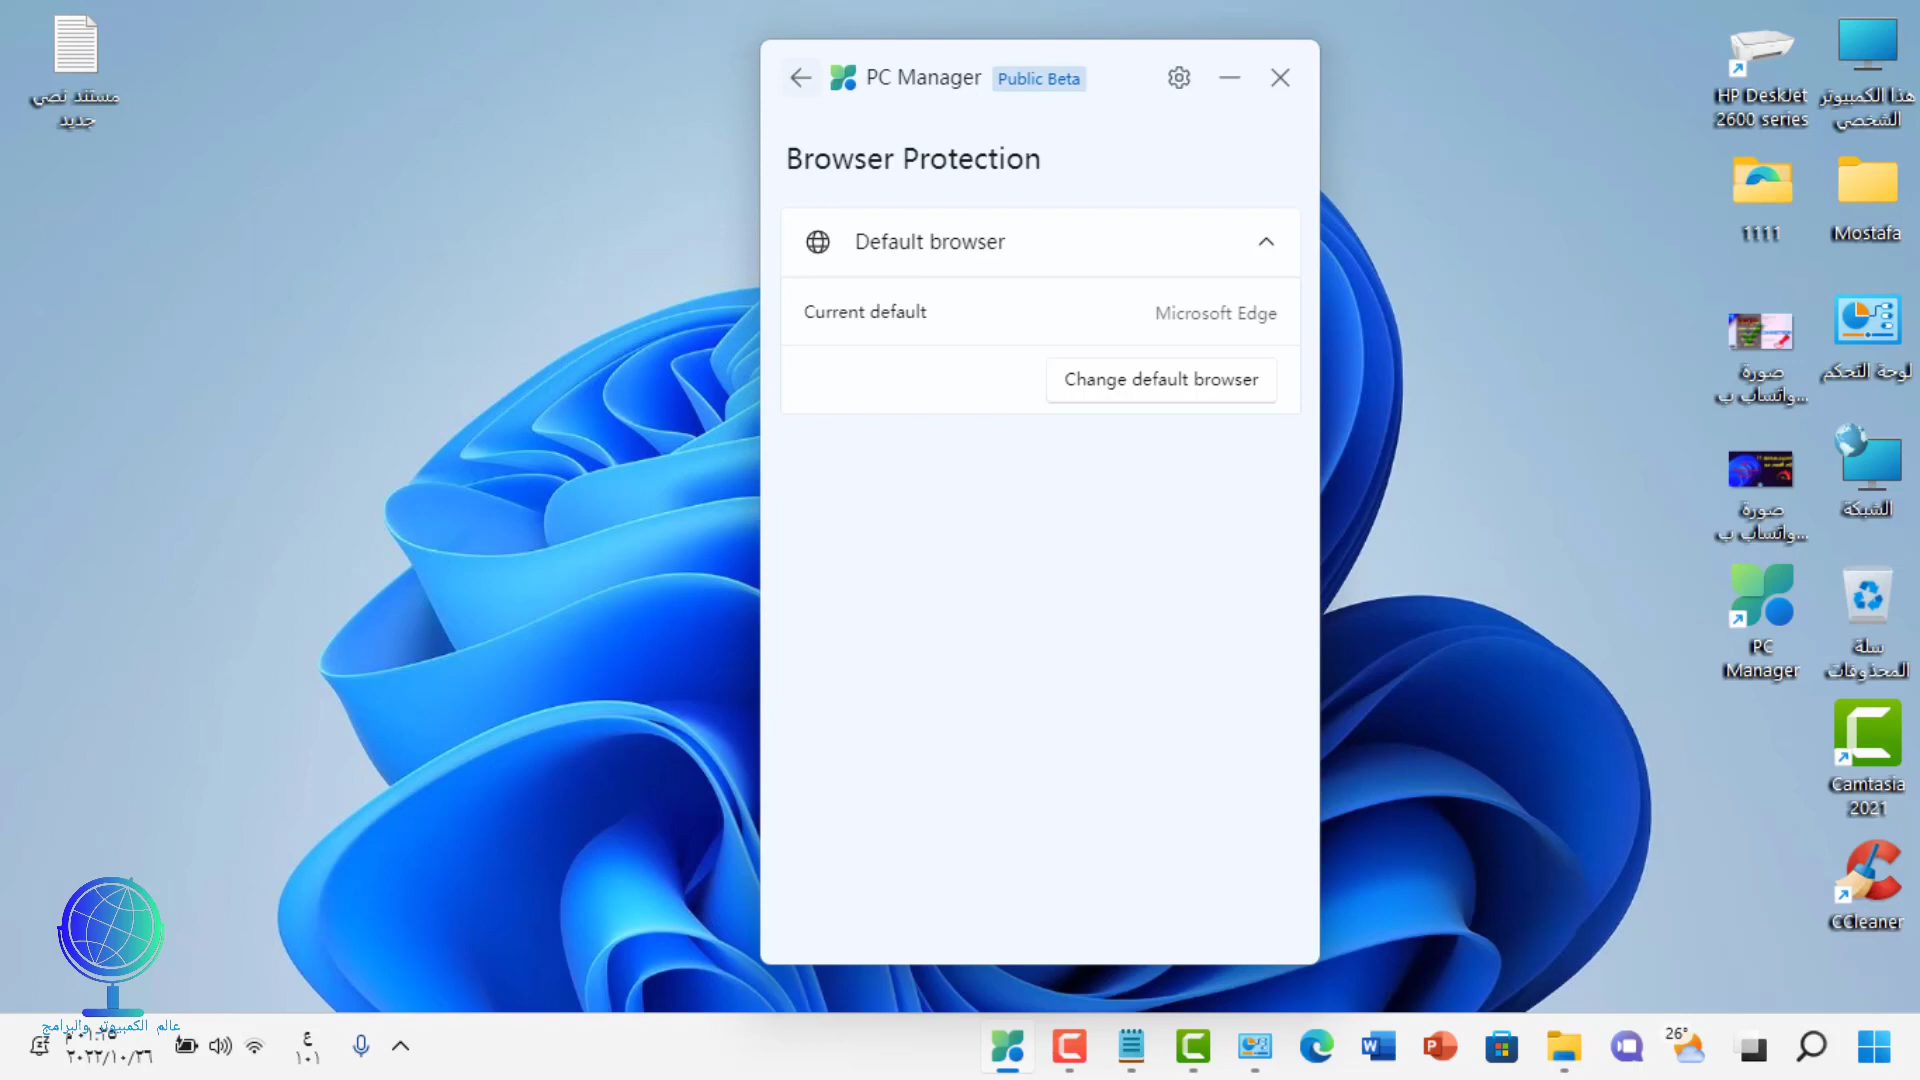 PC Manager Public Beta
Browser Protection
Default browser
Current default
Microsoft Edge
Change default browser
مستند نصي
جديد
HP DeskJet
2600 series
هذا الكمبيوتر
الشخصي
1111
Mostafa
صورة
واتساب ب...
لوحة التحكم
صورة
واتساب ب...
الشبكة
PC
Manager
سلة
المحذوفات
Camtasia
2021
CCleaner
عالم الكمبيوتر والبرامج
٠١:٢٥ م
٢٠٢٢/١٠/٢٦
ع
١٠١
26°